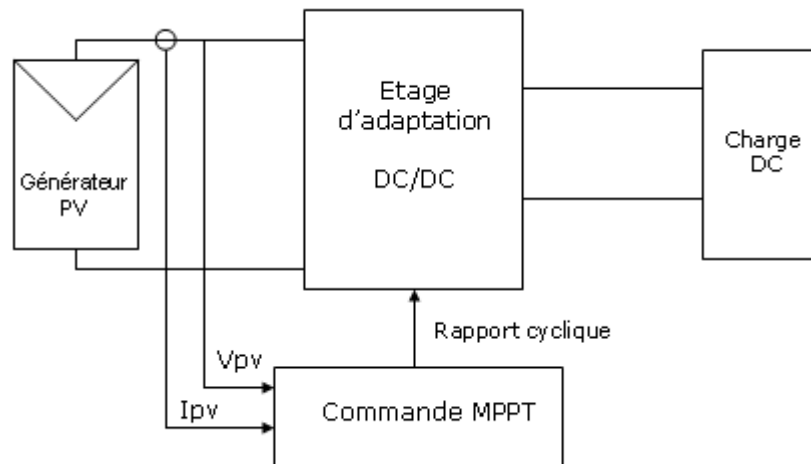 Etage
d'adaptation
DC/DC
Charge
DC
Générateur
PV
Rapport cyclique
Vpv
Ipv
Commande MPPT